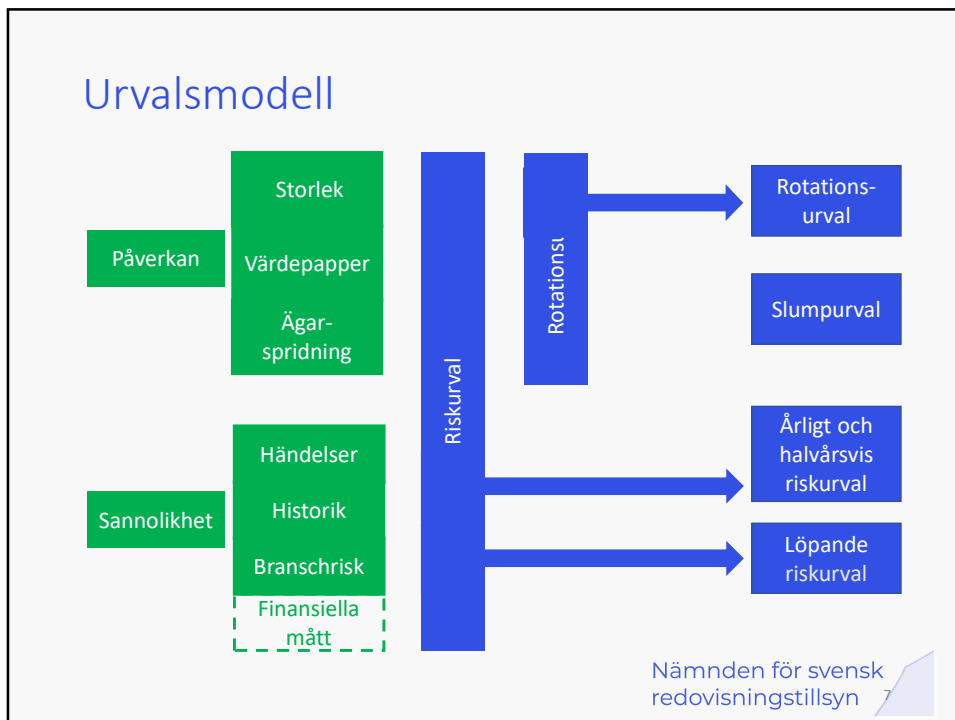 Urvalsmodell
Påverkan
Storlek
Värdepapper
Ägar-
spridning
Sannolikhet
Händelser
Historik
Branschrisk
Finansiella
mått
Riskurval
Rotations-
urval
Slumpurval
Årligt och
halvårsvis
riskurval
Löpande
riskurval
Nämnden för svensk
redovisningstillsyn
7